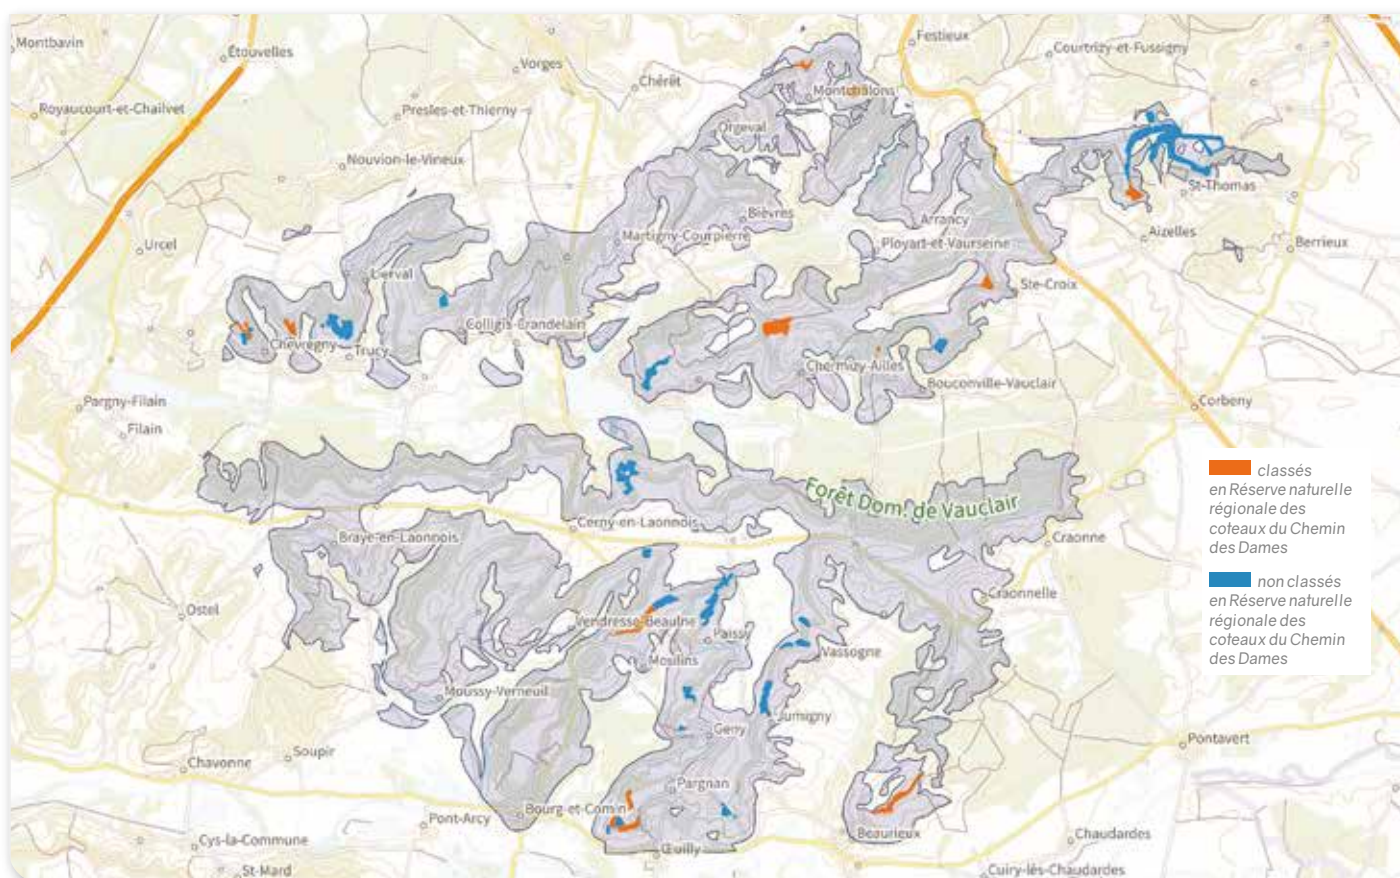 Montbavin
Étouvelles
Festieux
Courtrizy-et-Fussigny
Vorges
Chérêt
Montchâlons
Royaucourt-et-Chailvet
Presles-et-Thierny
Orgeval
Nouvion-le-Vineux
St-Thomas
Bièvres
Arrancy
Aizelles
Urcel
Martigny-Courpierre
Ployart-et-Vaurseine
Berrieux
Lierval
Ste-Croix
Colligis-Crandelain
Chevregny
Trucy
Chermizy-Ailles
Bouconville-Vauclair
Pargny-Filain
Corbeny
Filain
classés
en Réserve naturelle
régionale des
coteaux du Chemin
des Dames
Forêt Dom. de Vauclair
Cerny-en-Laonnois
Braye-en-Laonnois
Craonne
non classés
en Réserve naturelle
régionale des
coteaux du Chemin
des Dames
Craonnelle
Ostel
Vendresse-Beaulne
Paissy
Vassogne
Moulins
Moussy-Verneuil
Jumigny
Geny
Pontavert
Soupir
Chavonne
Pargnan
Bourg-et-Comin
Pont-Arcy
Beaurieux
Chaudardes
Cys-la-Commune
Œuilly
St-Mard
Cuiry-lès-Chaudardes